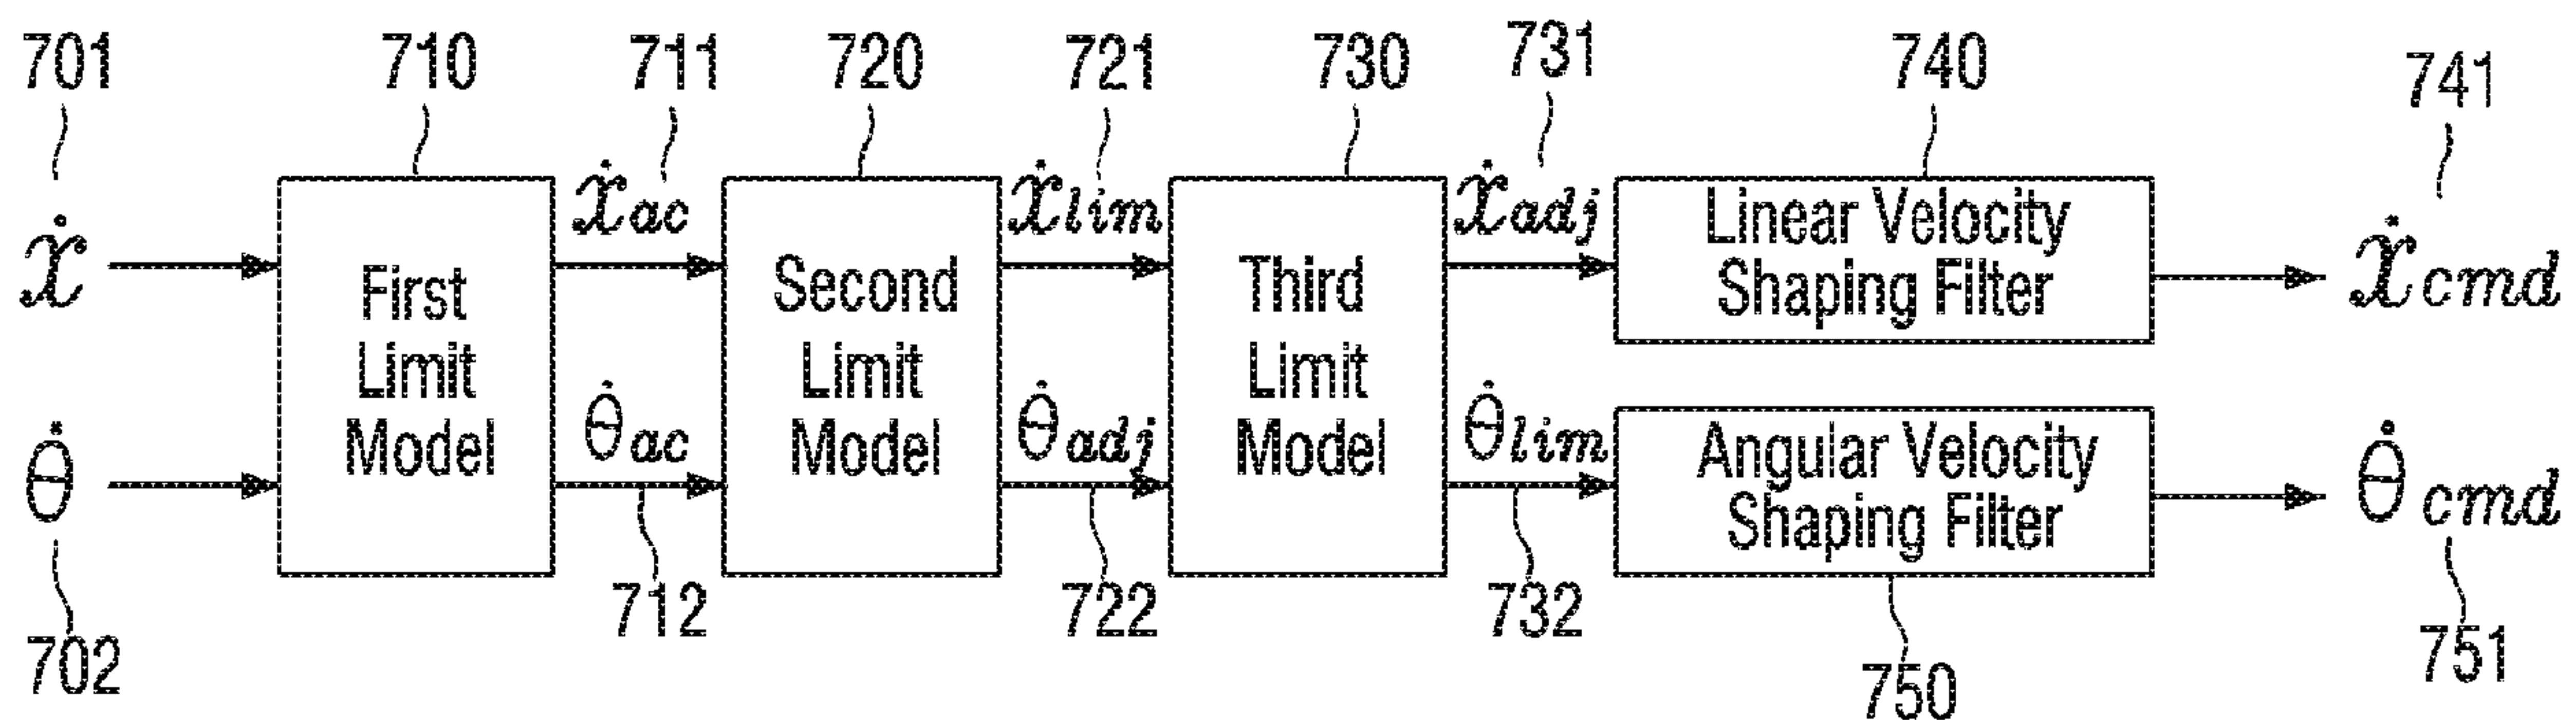 701
710
711
720
721
730
731
740
741
ẋ
First
Limit
Model
ẋac
Second
Limit
Model
ẋlim
Third
Limit
Model
ẋadj
Linear Velocity
Shaping Filter
ẋcmd
θ̇
θ̇ac
θ̇adj
θ̇lim
Angular Velocity
Shaping Filter
θ̇cmd
702
712
722
732
750
751